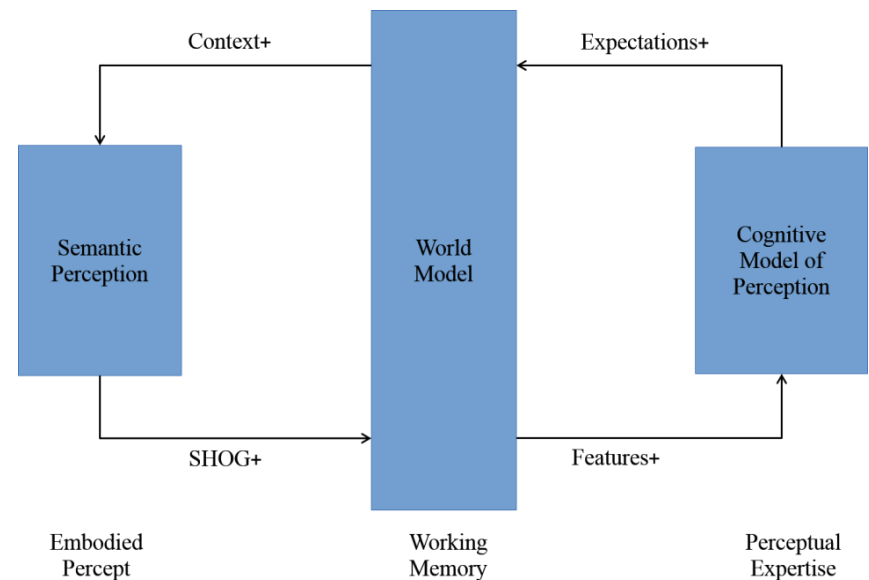 Context+
Expectations+
Semantic
Perception
World
Model
Cognitive
Model of
Perception
SHOG+
Features+
Embodied
Percept
Working
Memory
Perceptual
Expertise